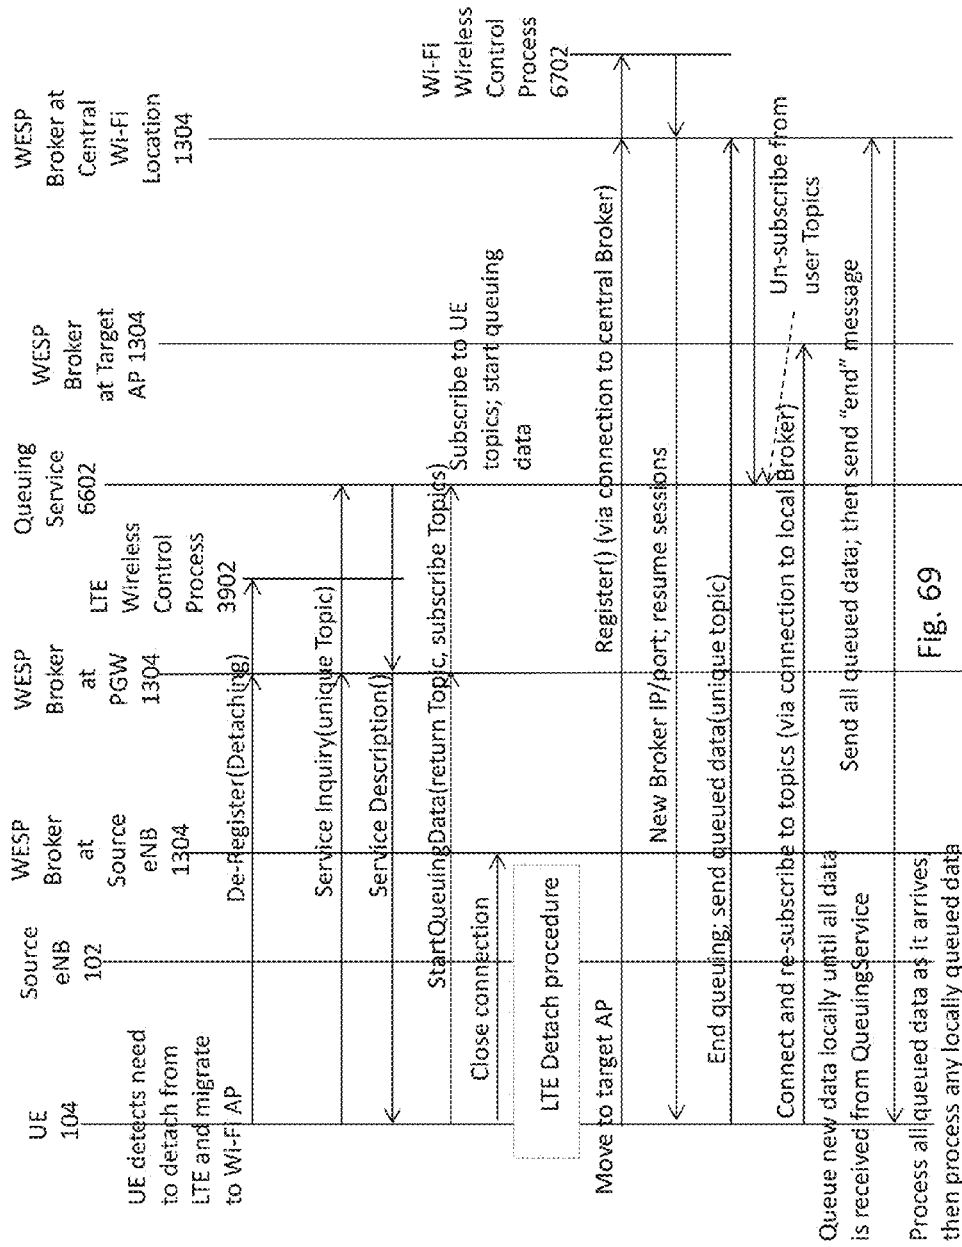 UE
104
Source
eNB
102
WESP
Broker
at
Source
eNB
1304
WESP
Broker
at
PGW
1304
LTE
Wireless
Control
Process
3902
Queuing
Service
6602
WESP
Broker
at Target
AP 1304
WESP
Broker at
Central
Wi-Fi
Location
1304
Wi-Fi
Wireless
Control
Process
6702
UE detects need
to detach from
LTE and migrate
to Wi-Fi AP
De-Register(Detaching)
Service Inquiry(unique Topic)
Service Description()
StartQueuingData(return Topic, subscribe Topics)
Subscribe to UE
topics; start queuing
data
Close connection
LTE Detach procedure
Move to target AP
Register() (via connection to central Broker)
New Broker IP/port; resume sessions
End queuing; send queued data(unique topic)
Un-subscribe from
user Topics
Connect and re-subscribe to topics (via connection to local Broker)
Queue new data locally until all data
is received from QueuingService
Send all queued data; then send "end" message
Process all queued data as it arrives
then process any locally queued data
Fig. 69